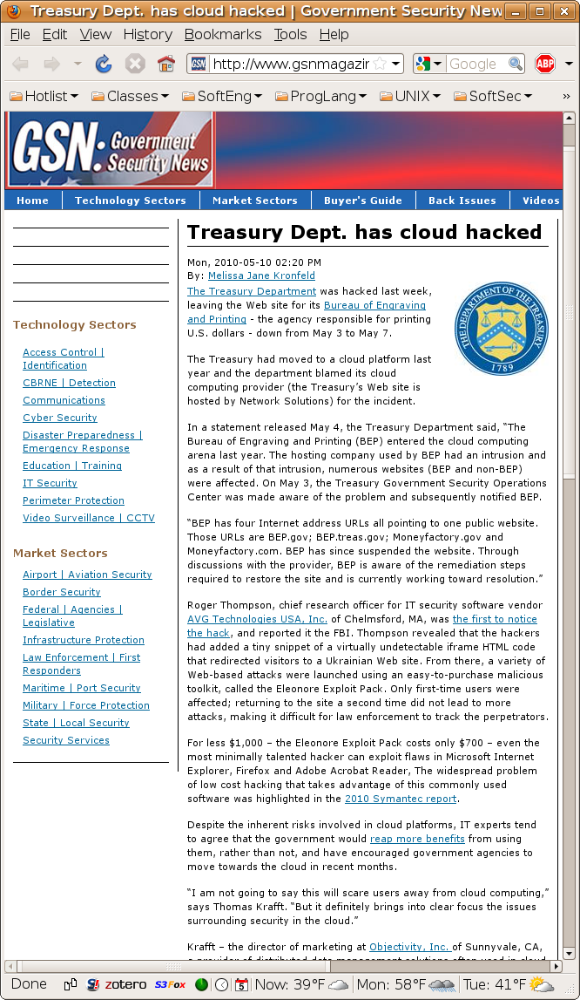 Treasury Dept. has cloud hacked | Government Security New
File Edit View History Bookmarks Tools Help
GSN http://www.gsnmagazir Google ABP
Hotlist Classes SoftEng ProgLang UNIX SoftSec »
GSN: Government
Security News
Home Technology Sectors Market Sectors Buyer's Guide Back Issues Videos
Technology Sectors
Access Control |
Identification
CBRNE | Detection
Communications
Cyber Security
Disaster Preparedness |
Emergency Response
Education | Training
IT Security
Perimeter Protection
Video Surveillance | CCTV
Market Sectors
Airport | Aviation Security
Border Security
Federal | Agencies |
Legislative
Infrastructure Protection
Law Enforcement | First
Responders
Maritime | Port Security
Military | Force Protection
State | Local Security
Security Services
Treasury Dept. has cloud hacked
Mon, 2010-05-10 02:20 PM
By: Melissa Jane Kronfeld
The Treasury Department was hacked last week,
leaving the Web site for its Bureau of Engraving
and Printing - the agency responsible for printing
U.S. dollars - down from May 3 to May 7.
THE DEPARTMENT OF THE TREASURY
1789
The Treasury had moved to a cloud platform last
year and the department blamed its cloud
computing provider (the Treasury's Web site is
hosted by Network Solutions) for the incident.
In a statement released May 4, the Treasury Department said, “The
Bureau of Engraving and Printing (BEP) entered the cloud computing
arena last year. The hosting company used by BEP had an intrusion and
as a result of that intrusion, numerous websites (BEP and non-BEP)
were affected. On May 3, the Treasury Government Security Operations
Center was made aware of the problem and subsequently notified BEP.
“BEP has four Internet address URLs all pointing to one public website.
Those URLs are BEP.gov; BEP.treas.gov; Moneyfactory.gov and
Moneyfactory.com. BEP has since suspended the website. Through
discussions with the provider, BEP is aware of the remediation steps
required to restore the site and is currently working toward resolution.”
Roger Thompson, chief research officer for IT security software vendor
AVG Technologies USA, Inc. of Chelmsford, MA, was the first to notice
the hack, and reported it the FBI. Thompson revealed that the hackers
had added a tiny snippet of a virtually undetectable iframe HTML code
that redirected visitors to a Ukrainian Web site. From there, a variety of
Web-based attacks were launched using an easy-to-purchase malicious
toolkit, called the Eleonore Exploit Pack. Only first-time users were
affected; returning to the site a second time did not lead to more
attacks, making it difficult for law enforcement to track the perpetrators.
For less $1,000 – the Eleonore Exploit Pack costs only $700 – even the
most minimally talented hacker can exploit flaws in Microsoft Internet
Explorer, Firefox and Adobe Acrobat Reader, The widespread problem
of low cost hacking that takes advantage of this commonly used
software was highlighted in the 2010 Symantec report.
Despite the inherent risks involved in cloud platforms, IT experts tend
to agree that the government would reap more benefits from using
them, rather than not, and have encouraged government agencies to
move towards the cloud in recent months.
“I am not going to say this will scare users away from cloud computing,”
says Thomas Krafft. “But it definitely brings into clear focus the issues
surrounding security in the cloud.”
Krafft – the director of marketing at Objectivity, Inc. of Sunnyvale, CA,
a provider of distributed data management solutions often used in cloud
Done S! zotero S3Fox 5 Now: 39°F Mon: 58°F Tue: 41°F